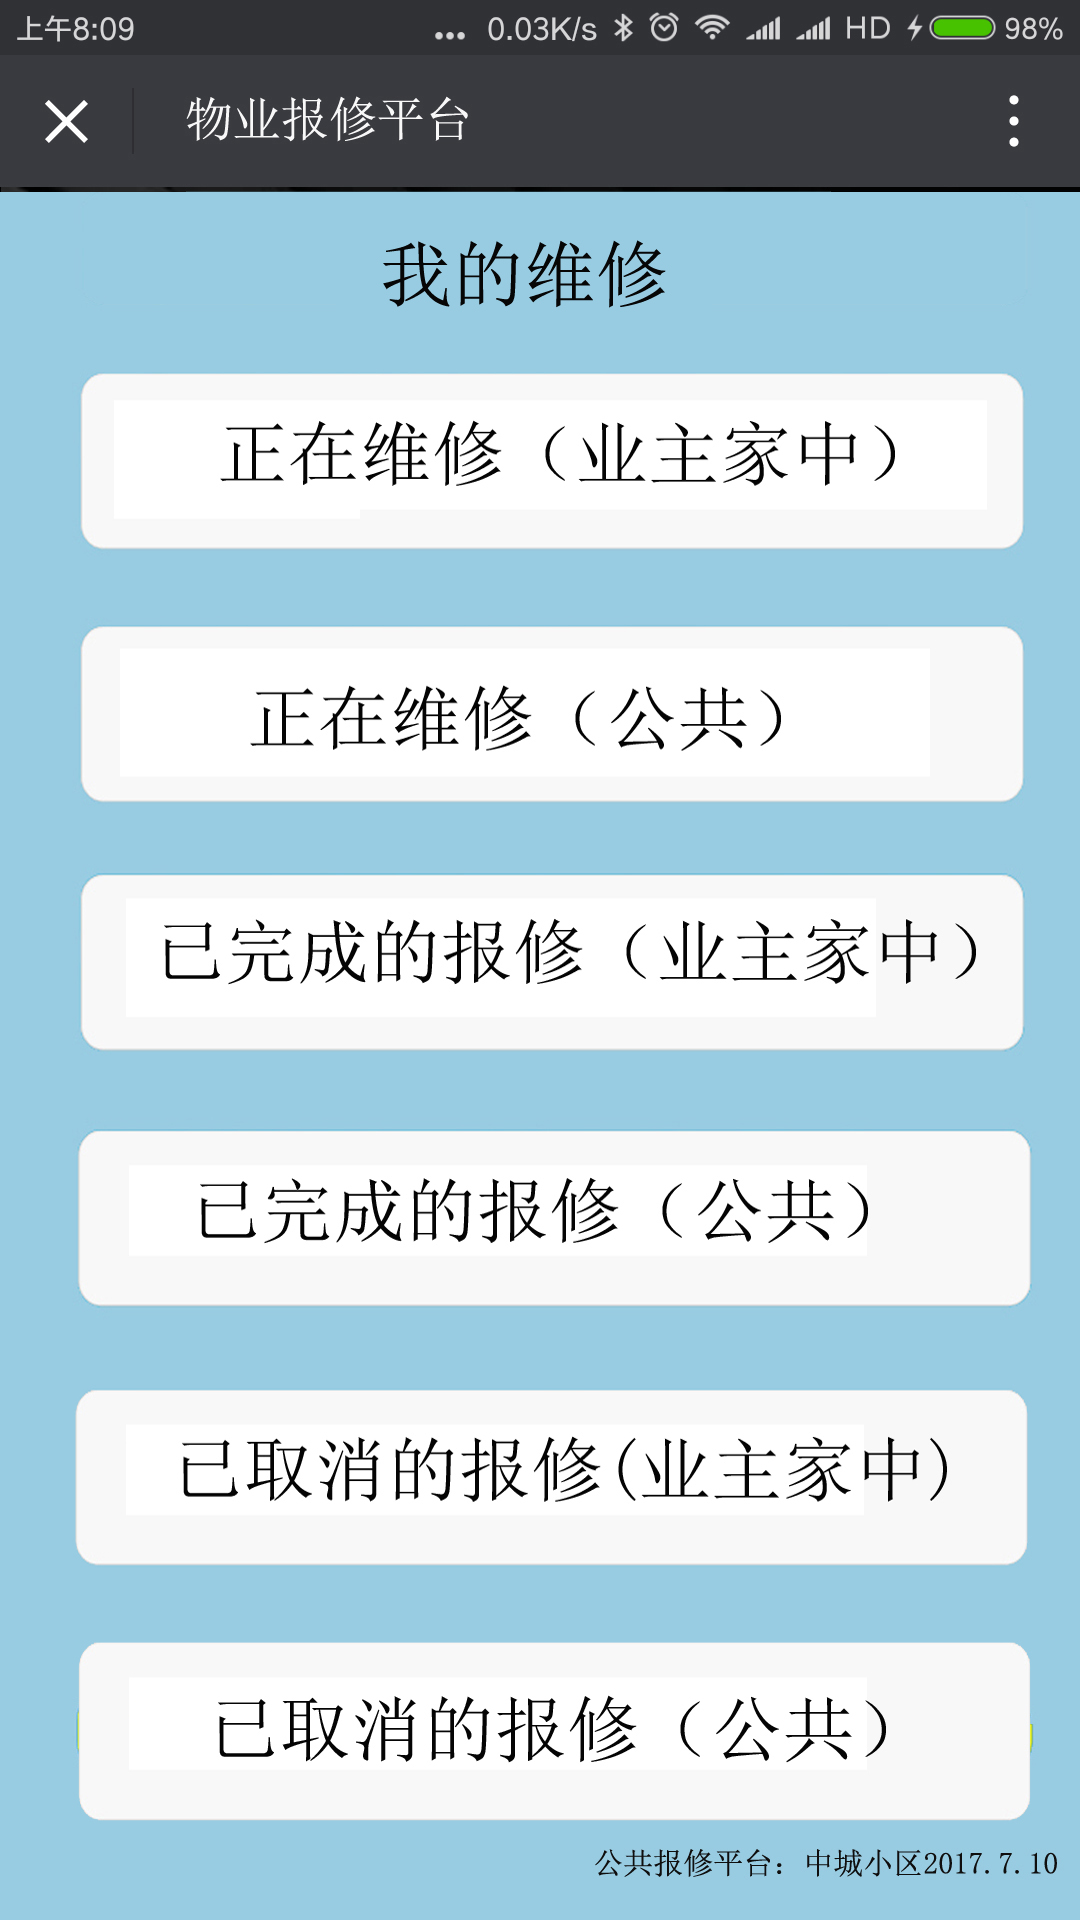 上午8:09 ... 0.03K/s HD 98%
物业报修平台
我的维修
正在维修（业主家中）
正在维修（公共）
已完成的报修（业主家中）
已完成的报修（公共）
已取消的报修(业主家中)
已取消的报修（公共）
公共报修平台：中城小区2017.7.10